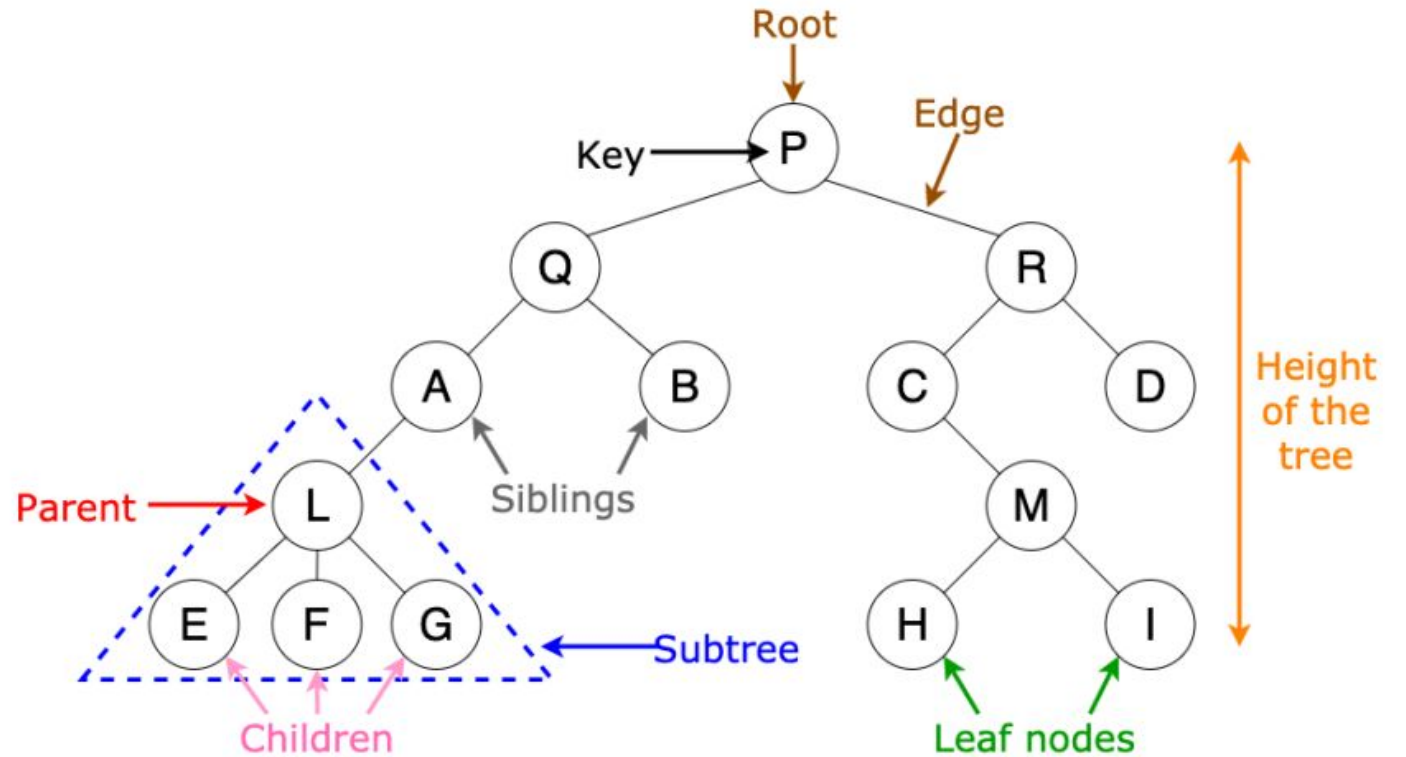 Root
Edge
Key
P
Q
R
A
B
C
D
Height
of the
tree
Siblings
Parent
L
M
E
F
G
H
I
Subtree
Children
Leaf nodes